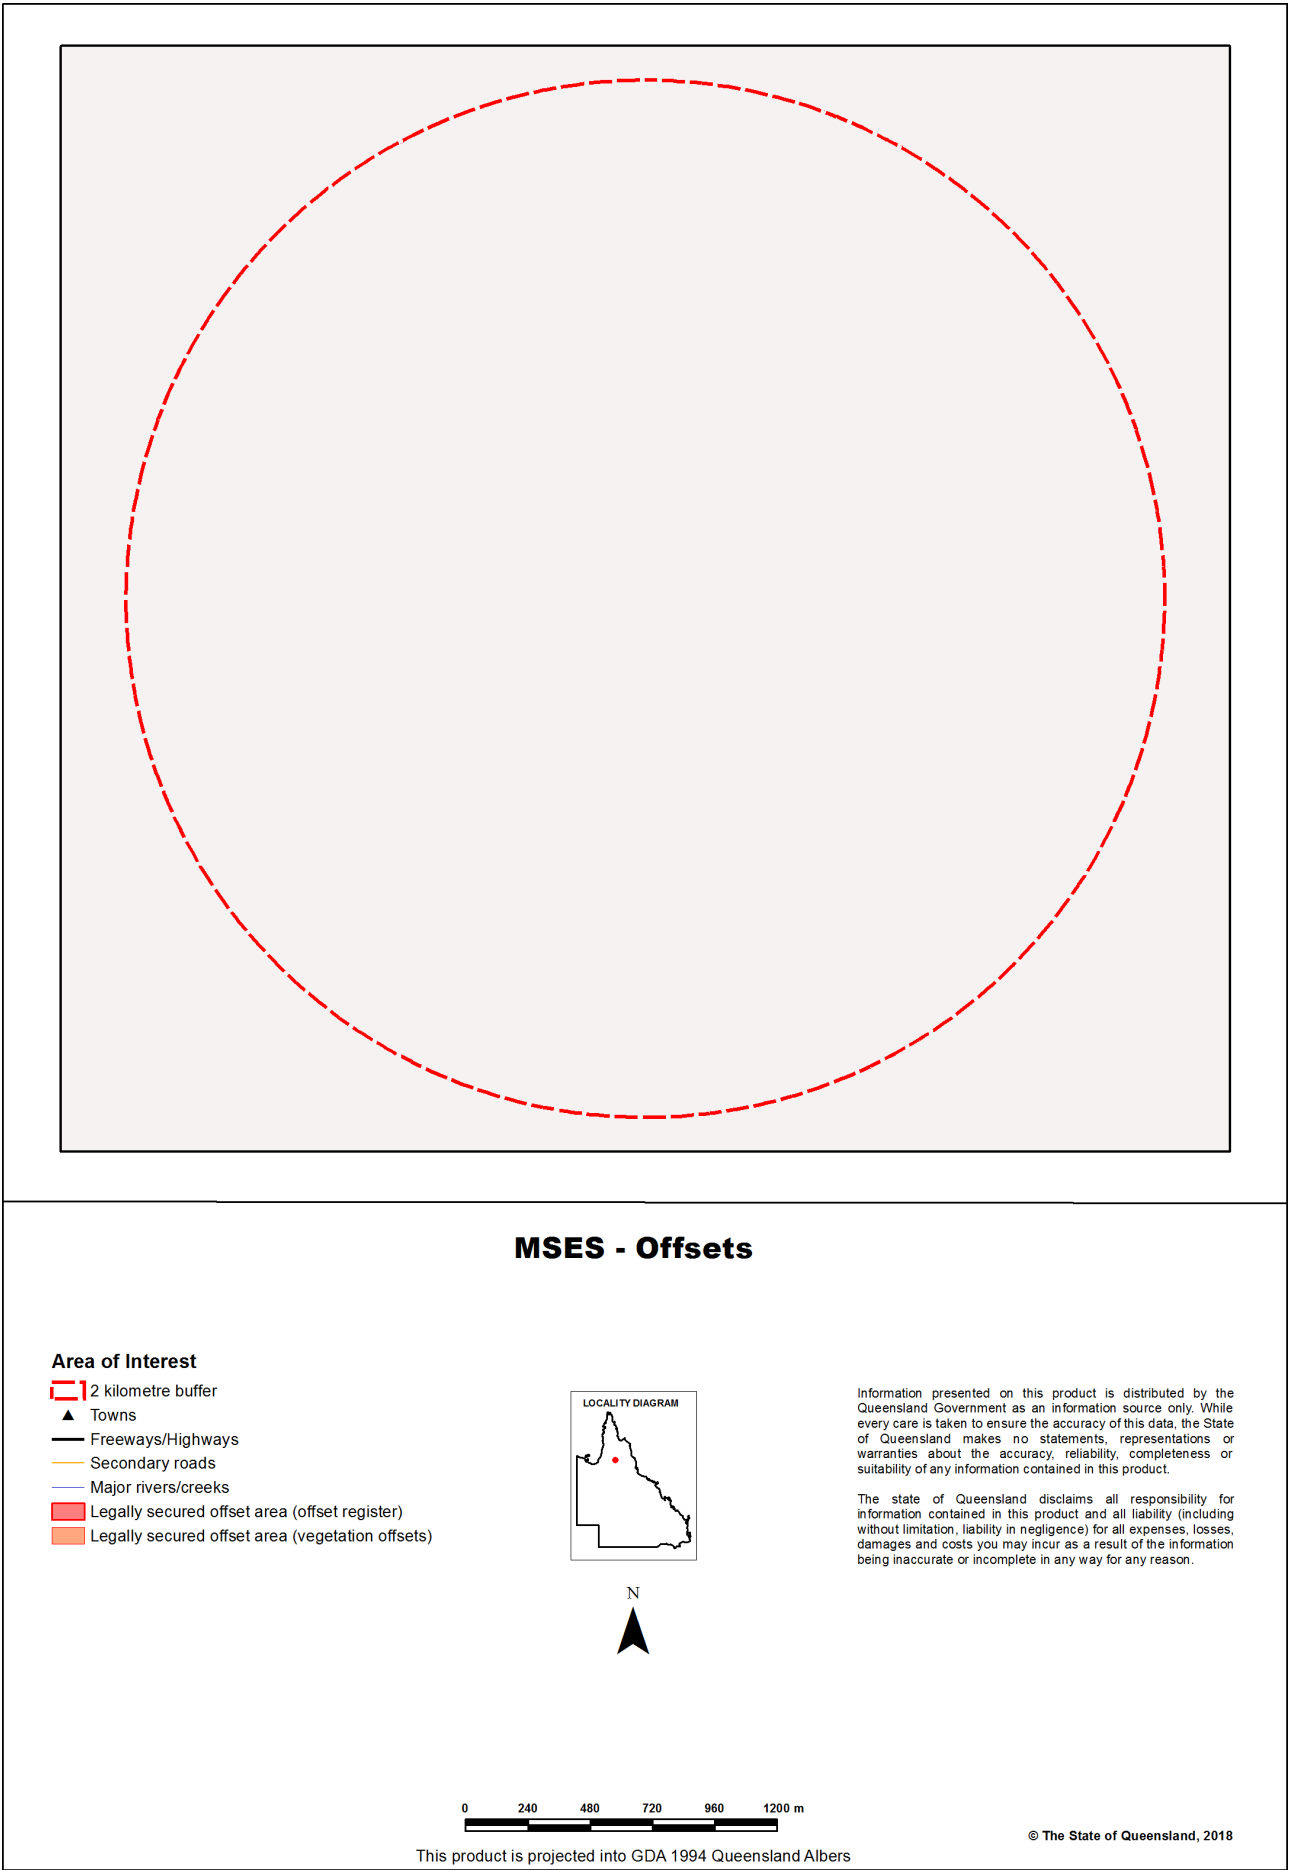 MSES - Offsets
Area of Interest
2 kilometre buffer
Towns
Freeways/Highways
Secondary roads
Major rivers/creeks
Legally secured offset area (offset register)
Legally secured offset area (vegetation offsets)
LOCALITY DIAGRAM
N
Information presented on this product is distributed by the
Queensland Government as an information source only. While
every care is taken to ensure the accuracy of this data, the State
of Queensland makes no statements, representations or
warranties about the accuracy, reliability, completeness or
suitability of any information contained in this product.
The state of Queensland disclaims all responsibility for
information contained in this product and all liability (including
without limitation, liability in negligence) for all expenses, losses,
damages and costs you may incur as a result of the information
being inaccurate or incomplete in any way for any reason.
0 240 480 720 960 1200 m
This product is projected into GDA 1994 Queensland Albers
© The State of Queensland, 2018